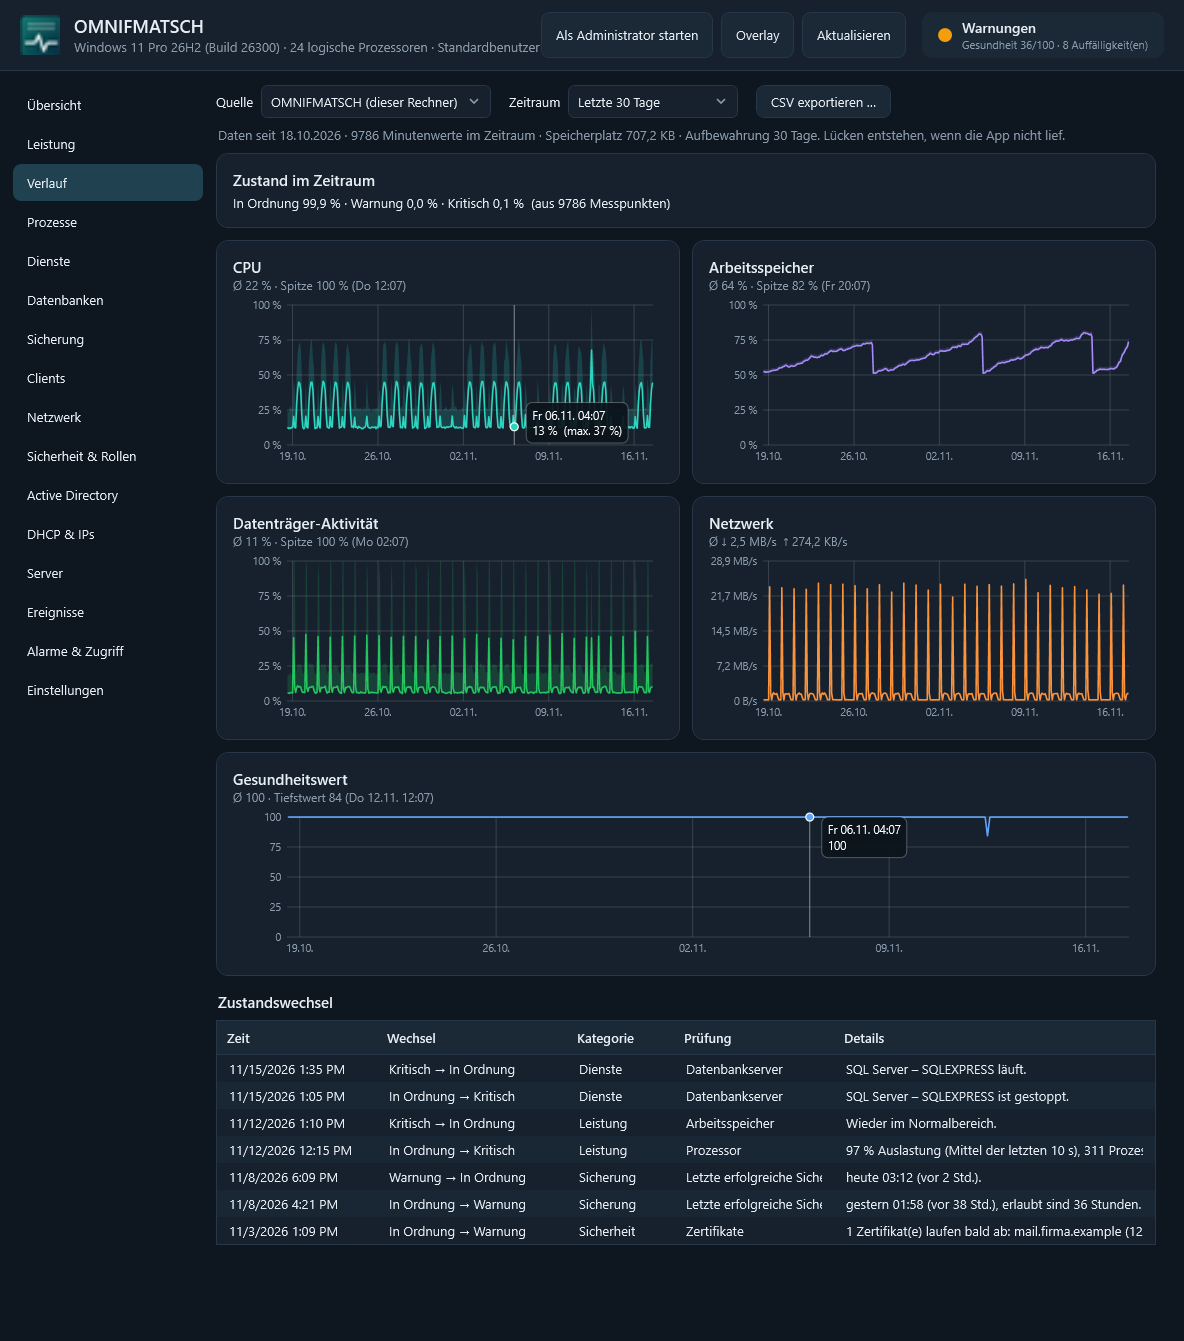 OMNIFMATSCH
Windows 11 Pro 26H2 (Build 26300) · 24 logische Prozessoren · Standardbenutzer
Als Administrator starten
Overlay
Aktualisieren
Warnungen
Gesundheit 36/100 · 8 Auffälligkeit(en)
Übersicht
Leistung
Verlauf
Prozesse
Dienste
Datenbanken
Sicherung
Clients
Netzwerk
Sicherheit & Rollen
Active Directory
DHCP & IPs
Server
Ereignisse
Alarme & Zugriff
Einstellungen
Quelle OMNIFMATSCH (dieser Rechner) Zeitraum Letzte 30 Tage CSV exportieren ...
Daten seit 18.10.2026 · 9786 Minutenwerte im Zeitraum · Speicherplatz 707,2 KB · Aufbewahrung 30 Tage. Lücken entstehen, wenn die App nicht lief.
Zustand im Zeitraum
In Ordnung 99,9 % · Warnung 0,0 % · Kritisch 0,1 % (aus 9786 Messpunkten)
CPU
Ø 22 % · Spitze 100 % (Do 12:07)
100 %
75 %
50 %
25 %
0 %
19.10. 26.10. 02.11. 09.11. 16.11.
Fr 06.11. 04:07
13 % (max. 37 %)
Arbeitsspeicher
Ø 64 % · Spitze 82 % (Fr 20:07)
100 %
75 %
50 %
25 %
0 %
19.10. 26.10. 02.11. 09.11. 16.11.
Datenträger-Aktivität
Ø 11 % · Spitze 100 % (Mo 02:07)
100 %
75 %
50 %
25 %
0 %
19.10. 26.10. 02.11. 09.11. 16.11.
Netzwerk
Ø ↓ 2,5 MB/s ↑ 274,2 KB/s
28,9 MB/s
21,7 MB/s
14,5 MB/s
7,2 MB/s
0 B/s
19.10. 26.10. 02.11. 09.11. 16.11.
Gesundheitswert
Ø 100 · Tiefstwert 84 (Do 12.11. 12:07)
100
75
50
25
0
19.10. 26.10. 02.11. 09.11. 16.11.
Fr 06.11. 04:07
100
Zustandswechsel
Zeit Wechsel Kategorie Prüfung Details
11/15/2026 1:35 PM Kritisch → In Ordnung Dienste Datenbankserver SQL Server – SQLEXPRESS läuft.
11/15/2026 1:05 PM In Ordnung → Kritisch Dienste Datenbankserver SQL Server – SQLEXPRESS ist gestoppt.
11/12/2026 1:10 PM Kritisch → In Ordnung Leistung Arbeitsspeicher Wieder im Normalbereich.
11/12/2026 12:15 PM In Ordnung → Kritisch Leistung Prozessor 97 % Auslastung (Mittel der letzten 10 s), 311 Prozes
11/8/2026 6:09 PM Warnung → In Ordnung Sicherung Letzte erfolgreiche Siche heute 03:12 (vor 2 Std.).
11/8/2026 4:21 PM In Ordnung → Warnung Sicherung Letzte erfolgreiche Siche gestern 01:58 (vor 38 Std.), erlaubt sind 36 Stunden.
11/3/2026 1:09 PM In Ordnung → Warnung Sicherheit Zertifikate 1 Zertifikat(e) laufen bald ab: mail.firma.example (12